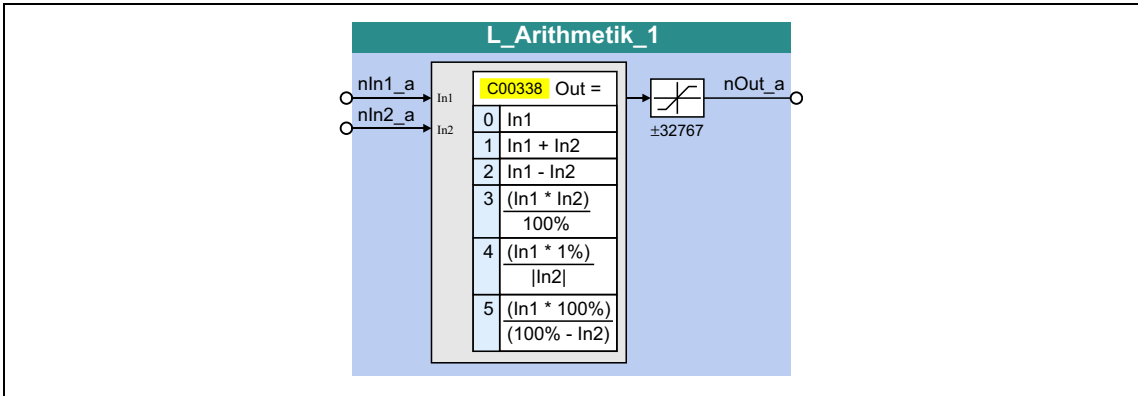 L_Arithmetik_1
nIn1_a
nIn2_a
In1
In2
C00338 Out =
0 In1
1 In1 + In2
2 In1 - In2
3 (In1 * In2)
100%
4 (In1 * 1%)
|In2|
5 (In1 * 100%)
(100% - In2)
nOut_a
±32767